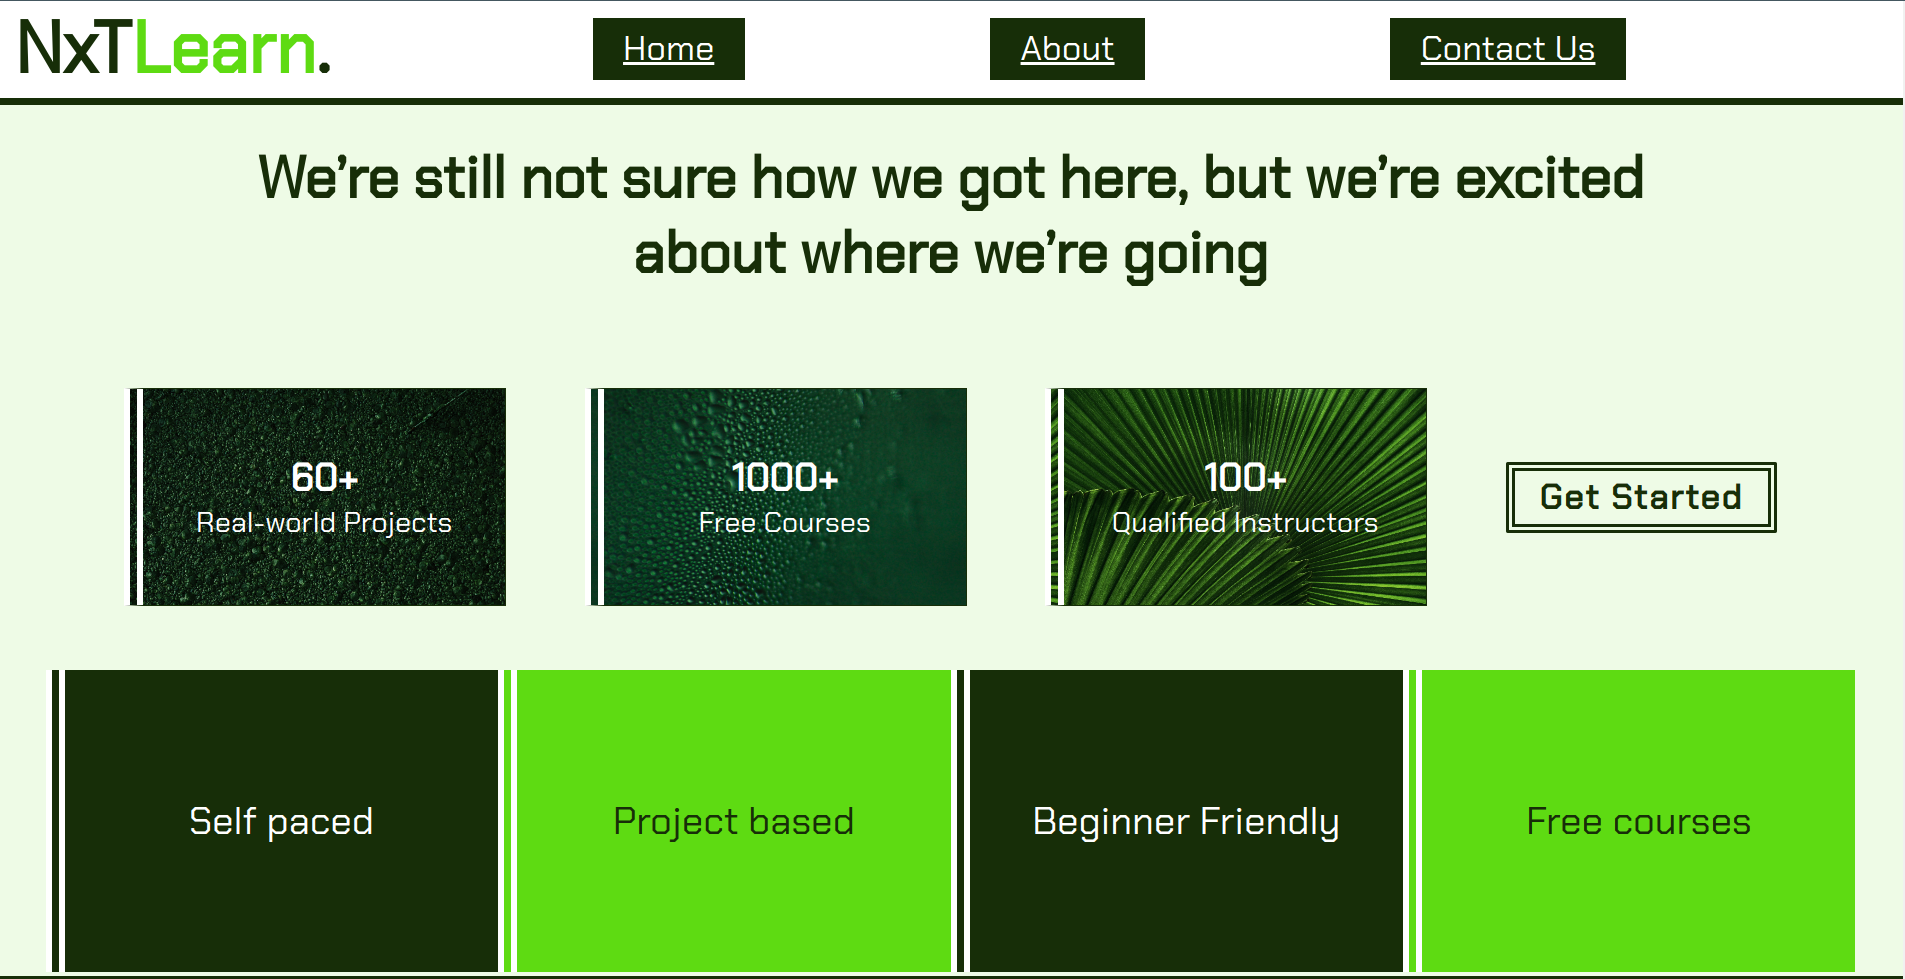 NxTLearn.
Home
About
Contact Us
We’re still not sure how we got here, but we’re excited
about where we’re going
60+
Real-world Projects
1000+
Free Courses
100+
Qualified Instructors
Get Started
Self paced
Project based
Beginner Friendly
Free courses